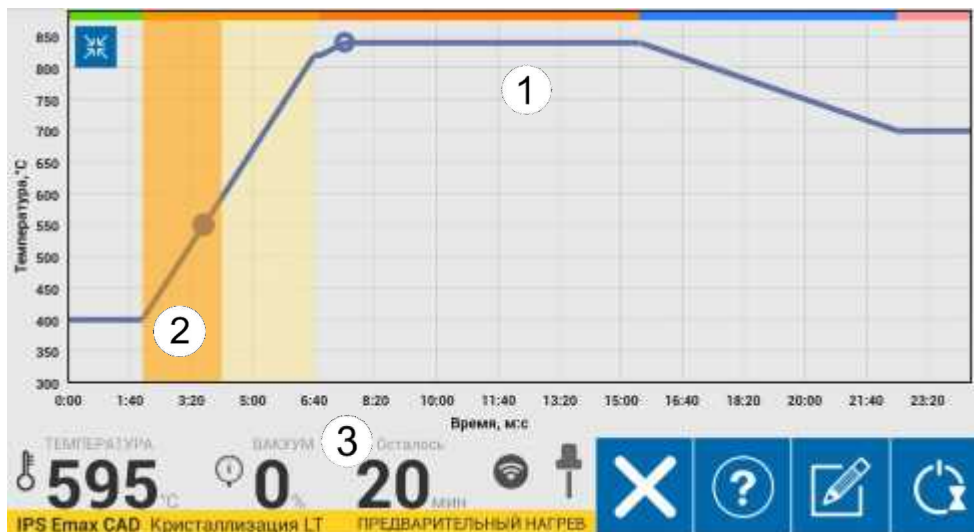 850
800
750
700
650
600
550
500
450
400
350
300
Температура,°C
1
2
0:00 1:40 3:20 5:00 6:40 8:20 10:00 11:40 13:20 15:00 16:40 18:20 20:00 21:40 23:20
Время, м:с
3
ТЕМПЕРАТУРА ВАКУУМ Осталось
595 °C 0 % 20 мин
?
IPS Emax CAD Кристаллизация LT ПРЕДВАРИТЕЛЬНЫЙ НАГРЕВ